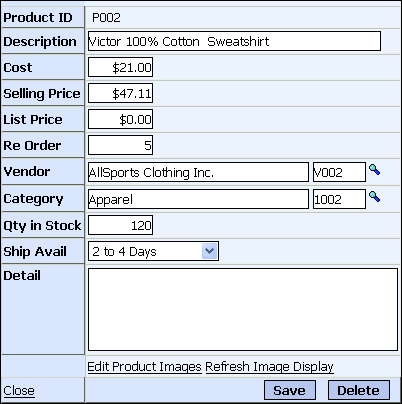 Product ID P002
Description Victor 100% Cotton  Sweatshirt
Cost $21.00
Selling Price $47.11
List Price $0.00
Re Order 5
Vendor AllSports Clothing Inc. V002
Category Apparel 1002
Qty in Stock 120
Ship Avail 2 to 4 Days
Detail
Edit Product Images Refresh Image Display
Close Save Delete